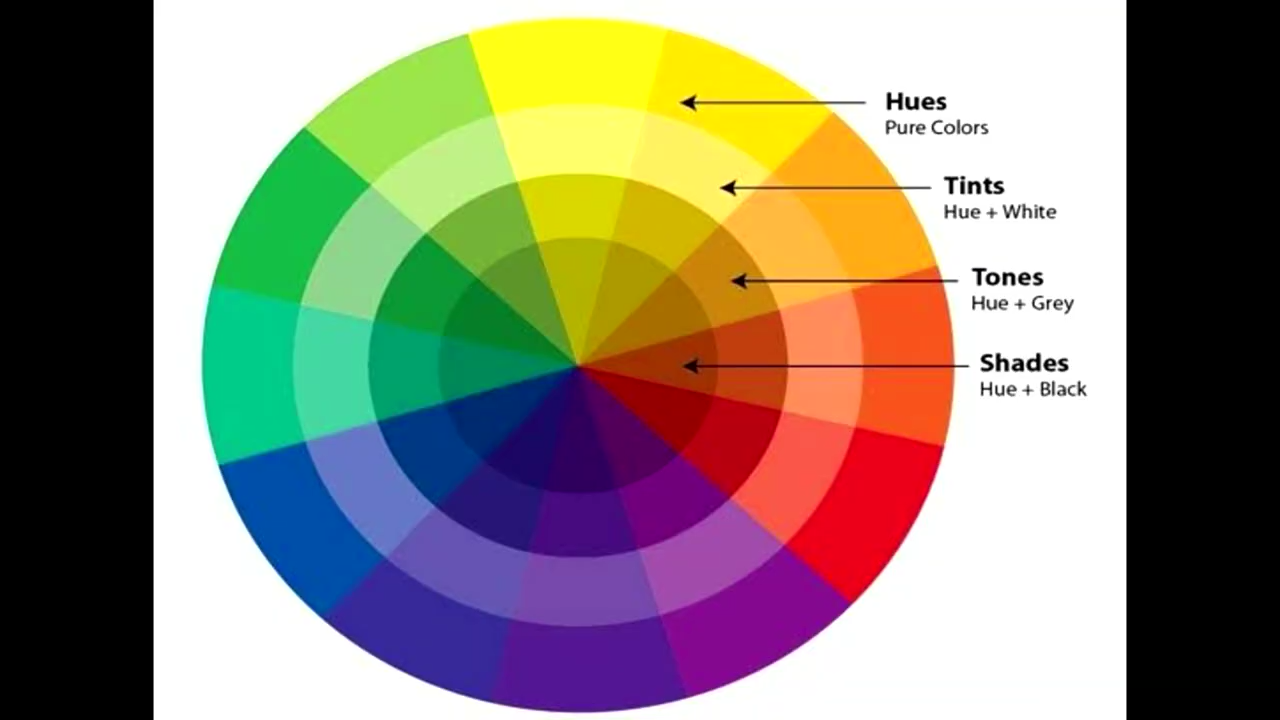 Hues
Pure Colors
Tints
Hue + White
Tones
Hue + Grey
Shades
Hue + Black